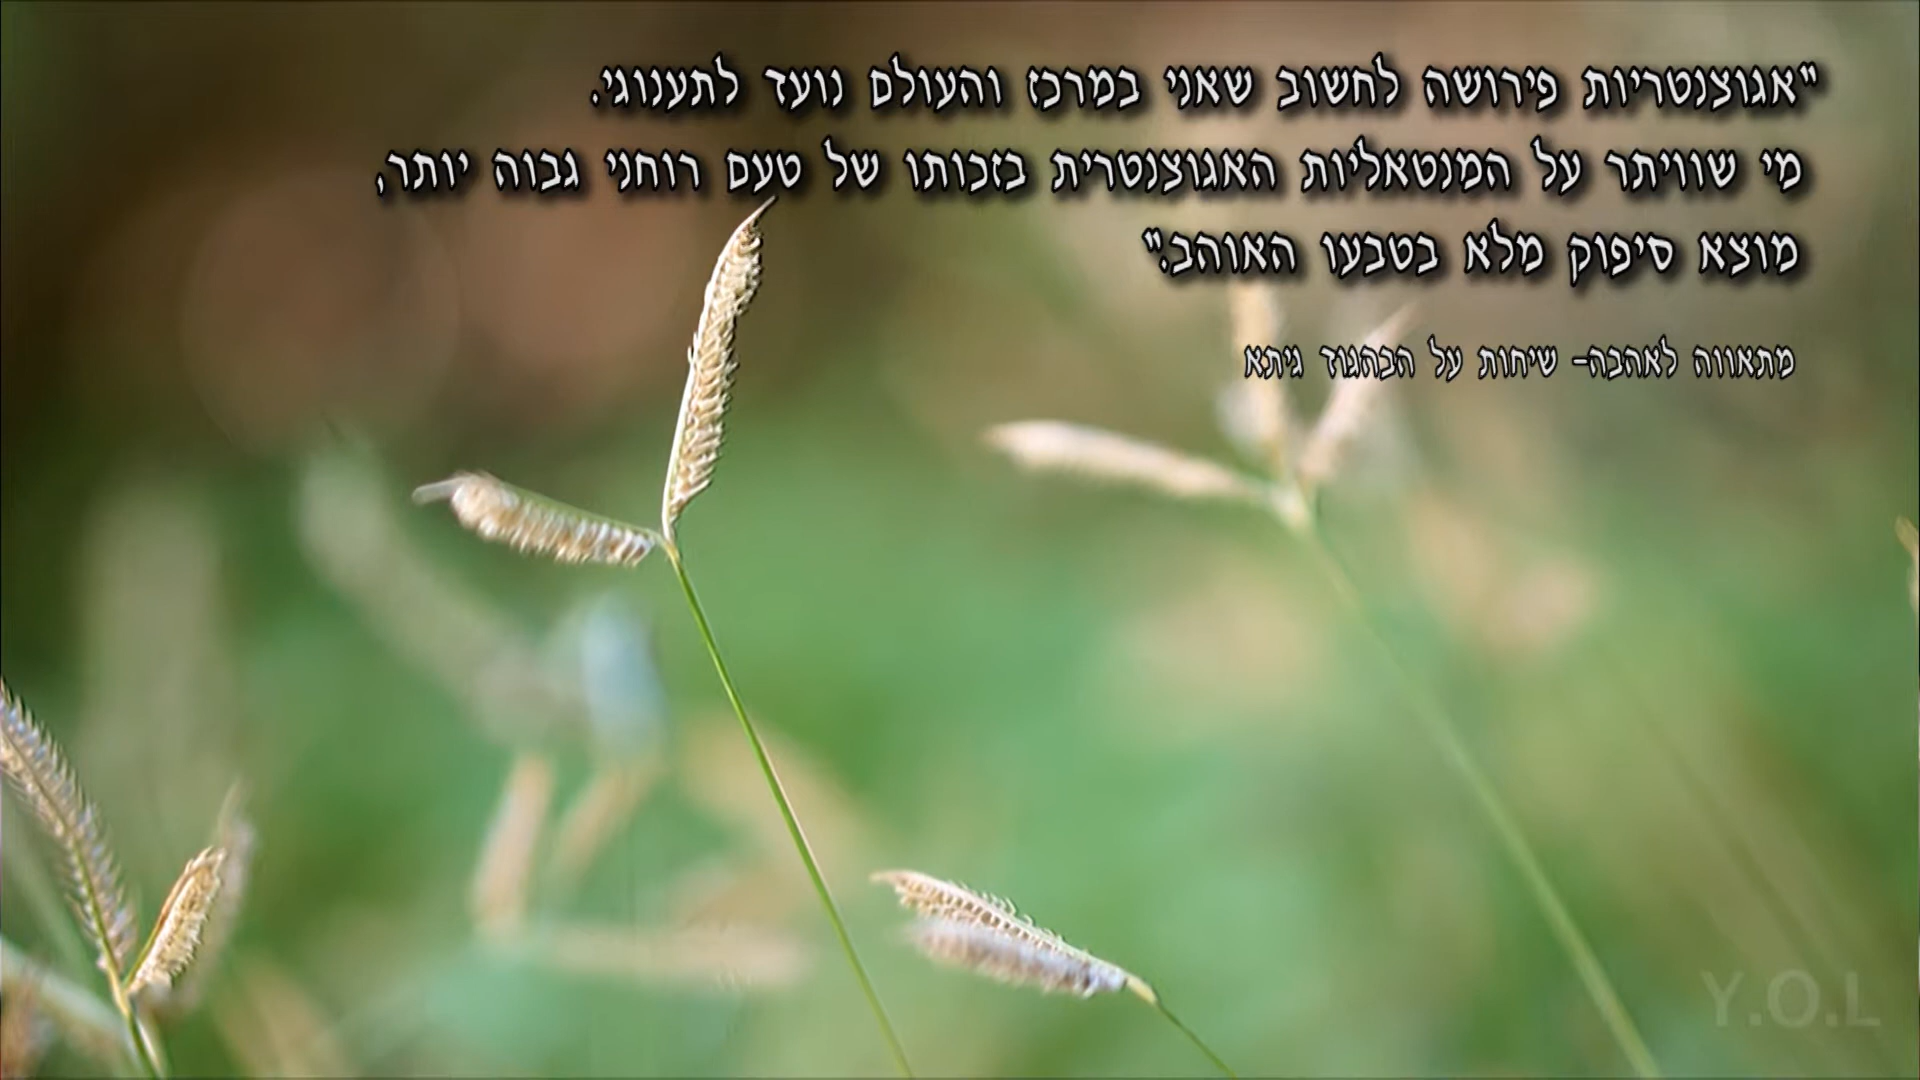 "אגוצנטריות פירושה לחשוב שאני במרכז והעולם נועד לתענוגי.
מי שוויתר על המנטאליות האגוצנטרית בזכותו של טעם רוחני גבוה יותר,
מוצא סיפוק מלא בטבעו האוהב."
מתאווה לאהבה- שיחות על הבהגוד גיתא
Y.O.L